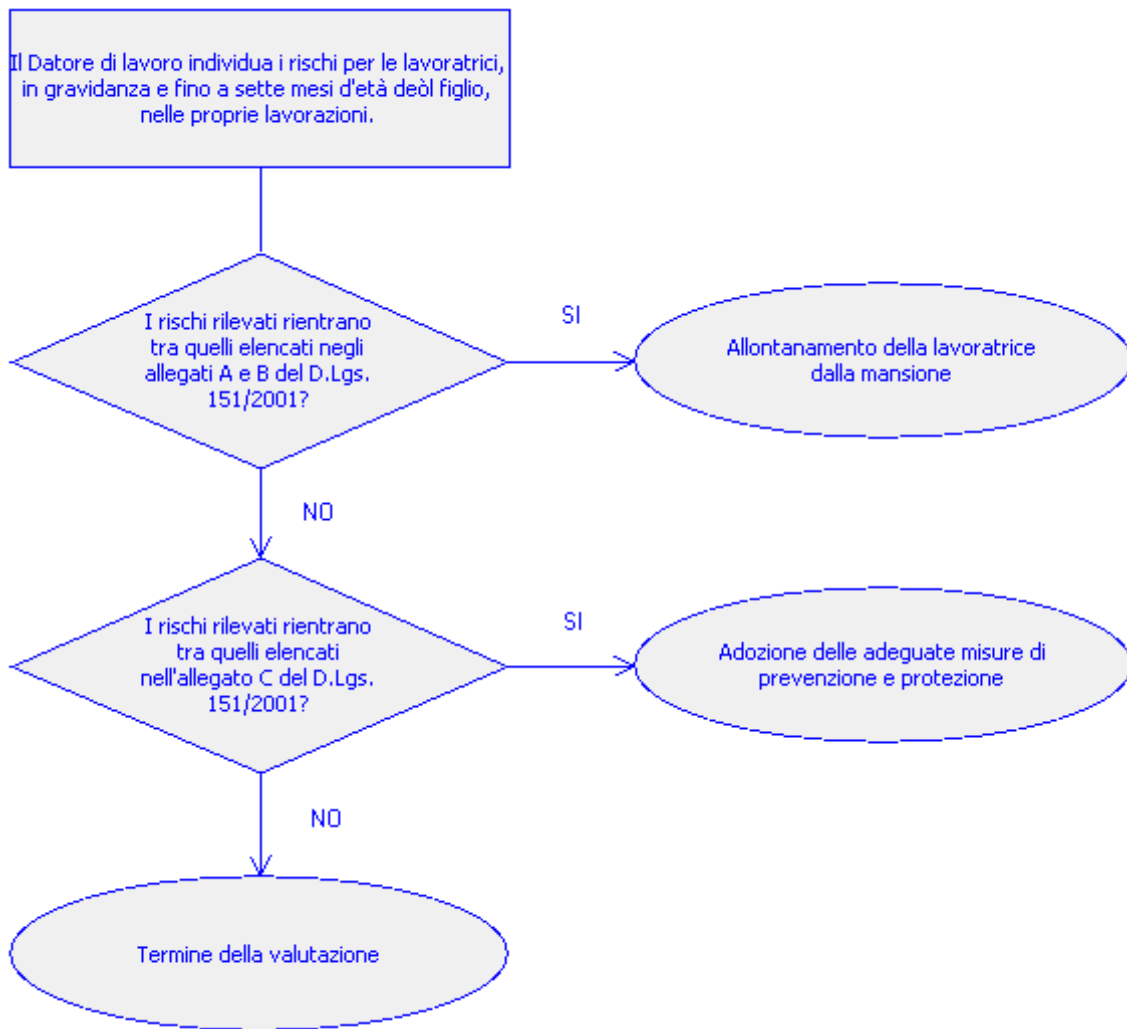 Il Datore di lavoro individua i rischi per le lavoratrici,
in gravidanza e fino a sette mesi d'età deòl figlio,
nelle proprie lavorazioni.
I rischi rilevati rientrano
tra quelli elencati negli
allegati A e B del D.Lgs.
151/2001?
SI
Allontanamento della lavoratrice
dalla mansione
NO
I rischi rilevati rientrano
tra quelli elencati
nell'allegato C del D.Lgs.
151/2001?
SI
Adozione delle adeguate misure di
prevenzione e protezione
NO
Termine della valutazione